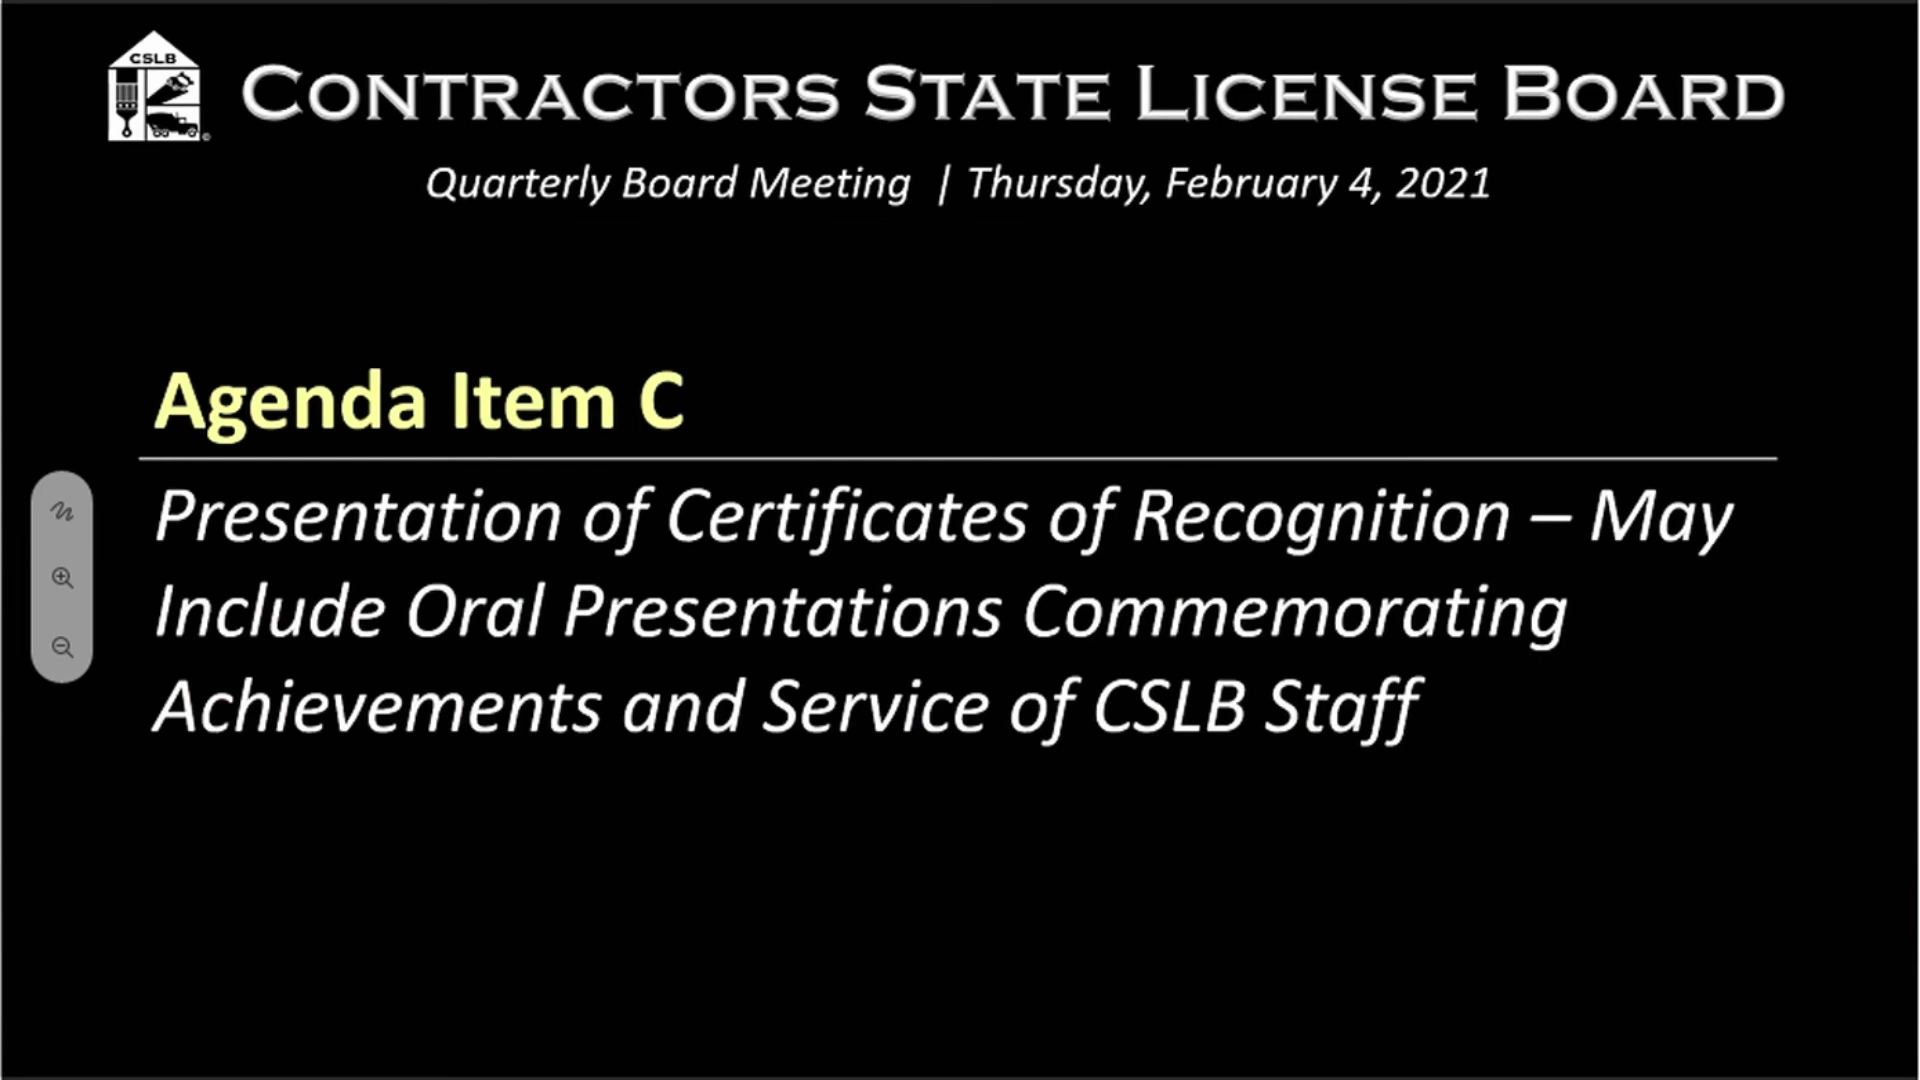 CSLB
CONTRACTORS STATE LICENSE BOARD
Quarterly Board Meeting | Thursday, February 4, 2021
Agenda Item C
Presentation of Certificates of Recognition – May
Include Oral Presentations Commemorating
Achievements and Service of CSLB Staff